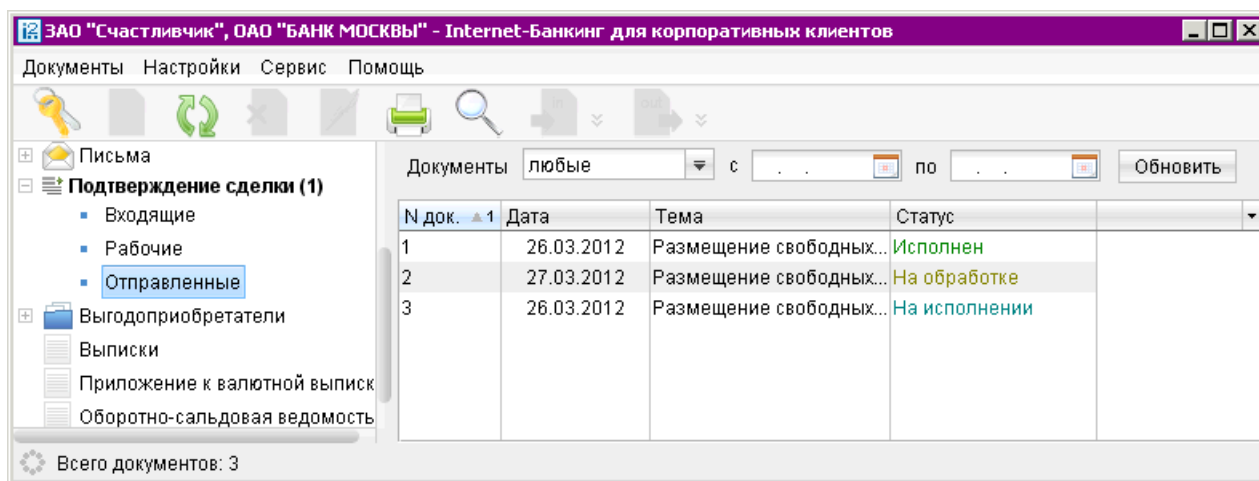 ЗАО "Счастливчик", ОАО "БАНК МОСКВЫ" - Internet-Банкинг для корпоративных клиентов
Документы Настройки Сервис Помощь
in out
Письма
Подтверждение сделки (1)
Входящие
Рабочие
Отправленные
Выгодоприобретатели
Выписки
Приложение к валютной выписк
Оборотно-сальдовая ведомость
Документы любые с . . по . . Обновить
N док. 1 Дата Тема Статус
1 26.03.2012 Размещение свободных... Исполнен
2 27.03.2012 Размещение свободных... На обработке
3 26.03.2012 Размещение свободных... На исполнении
Всего документов: 3